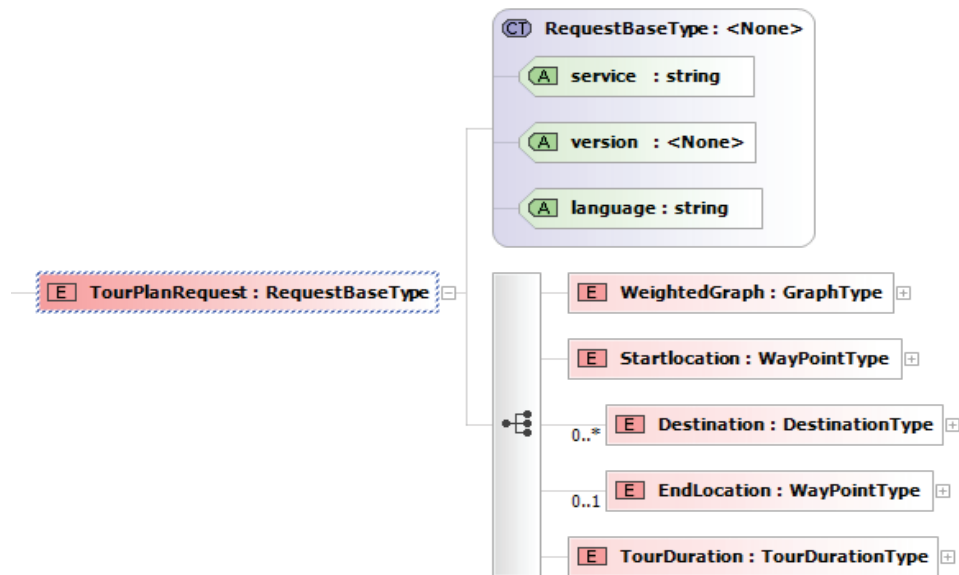 CT RequestBaseType: <None>
A service : string
A version : <None>
A language : string
E TourPlanRequest : RequestBaseType
E WeightedGraph : GraphType
E Startlocation : WayPointType
0..* E Destination : DestinationType
0..1 E EndLocation : WayPointType
E TourDuration : TourDurationType